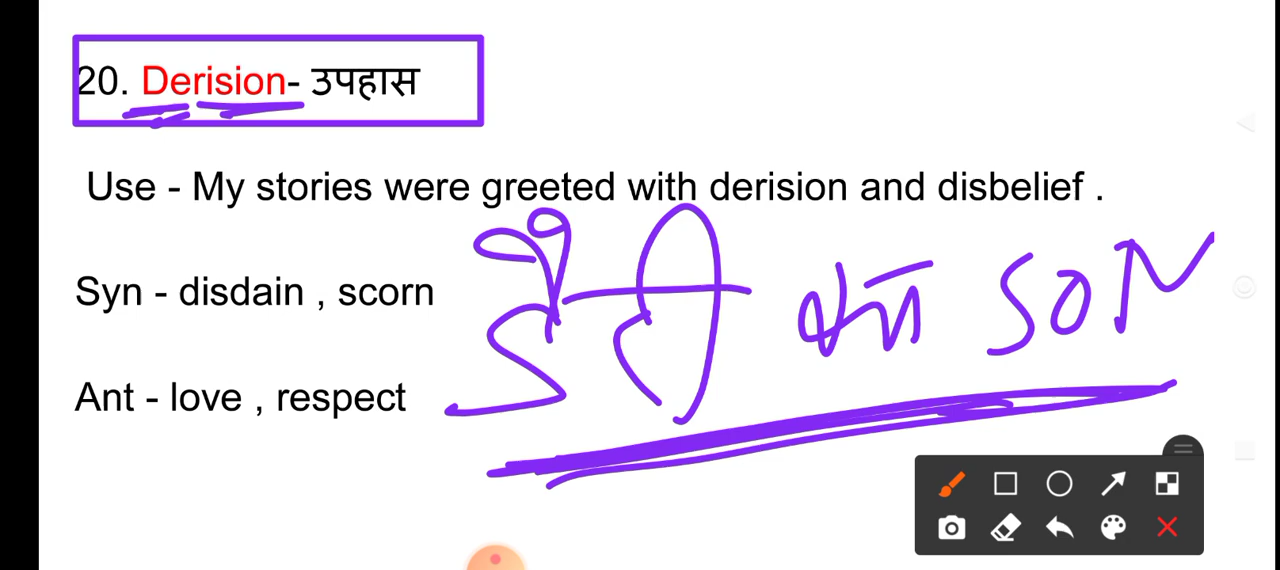 20. Derision- उपहास
Use - My stories were greeted with derision and disbelief .
Syn - disdain , scorn
Ant - love , respect
का SON